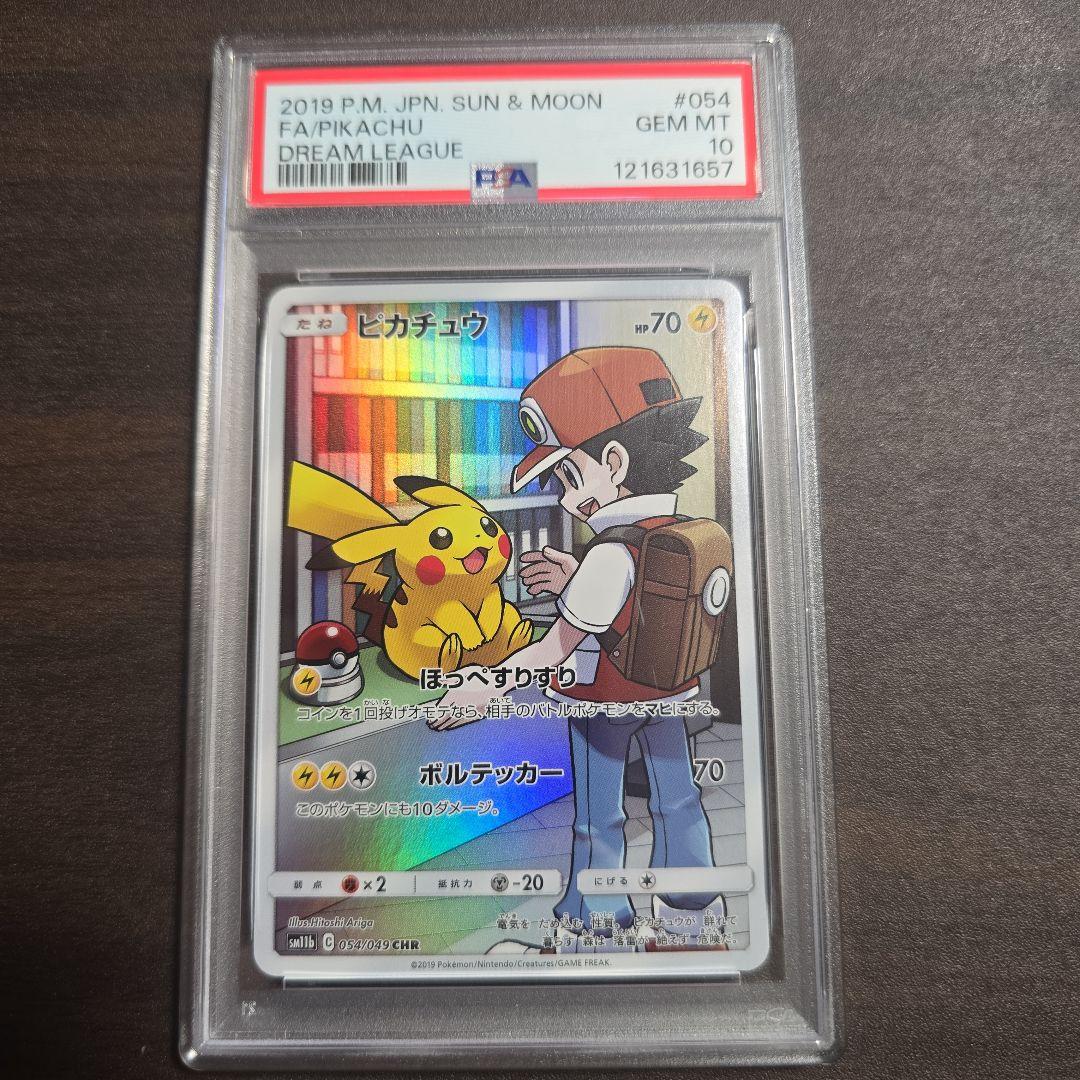 2019 P.M. JPN. SUN & MOON #054
FA/PIKACHU GEM MT
DREAM LEAGUE 10
121631657
PSA
たね ピカチュウ HP70
ほっぺすりすり
コインを1回投げオモテなら、相手のバトルポケモンをマヒにする。
ボルテッカー 70
このポケモンにも10ダメージ。
弱点 ×2 抵抗力 -20 にげる
Illus.Hitoshi Ariga
電気を ためこむ 性質。 ピカチュウが 群れて
暮らす 森は 落雷が 絶えず 危険だ。
sm11b C 054/049 CHR
©2019 Pokémon/Nintendo/Creatures/GAME FREAK.